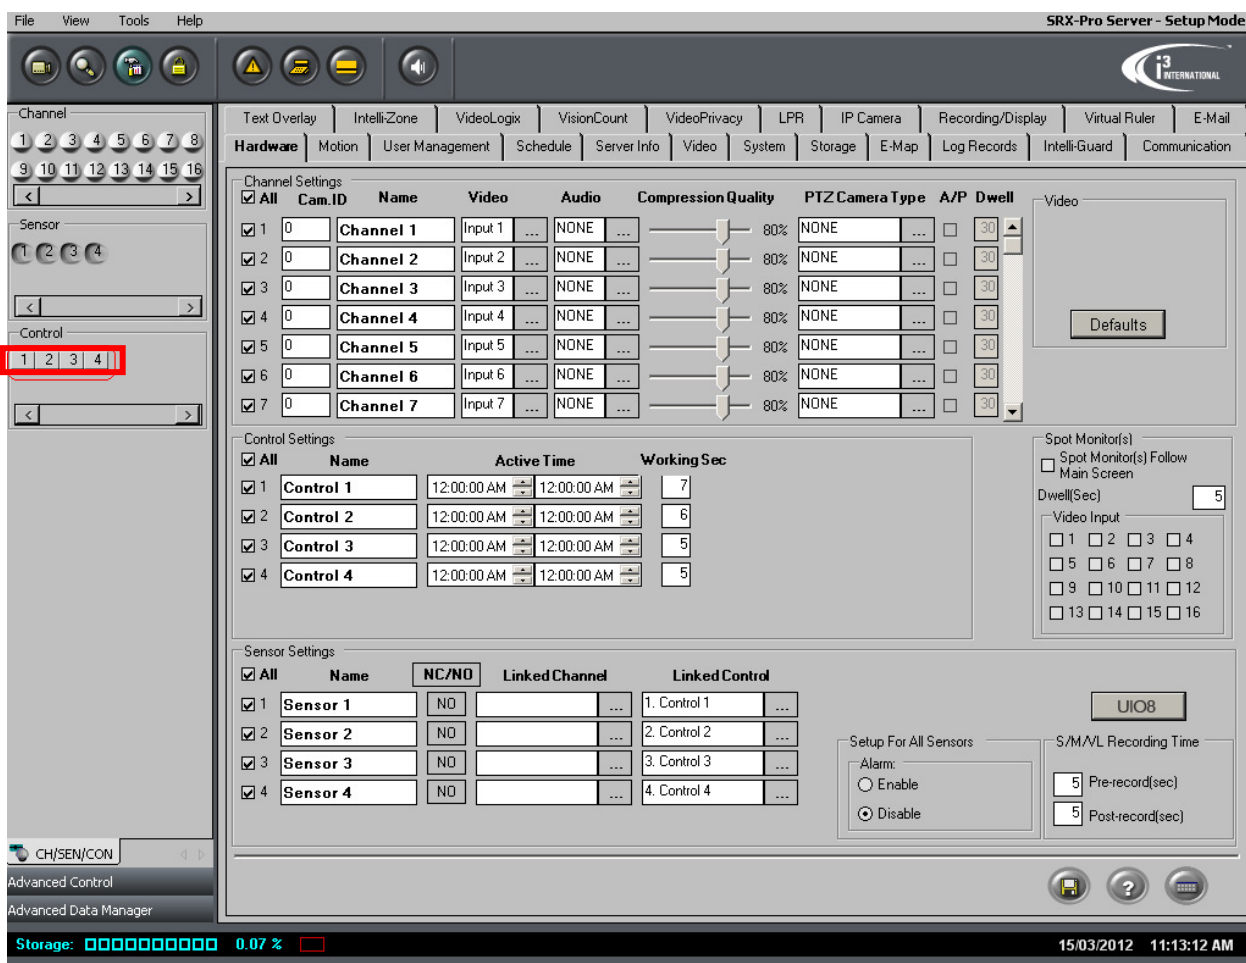 File View Tools Help SRX-Pro Server - Setup Mode
i3 INTERNATIONAL
Channel
1 2 3 4 5 6 7 8
9 10 11 12 13 14 15 16
< >
Sensor
1 2 3 4
< >
Control
1 2 3 4
< >
Text Overlay Intelli-Zone VideoLogix VisionCount VideoPrivacy LPR IP Camera Recording/Display Virtual Ruler E-Mail
Hardware Motion User Management Schedule Server Info Video System Storage E-Map Log Records Intelli-Guard Communication
Channel Settings
All Cam.ID Name Video Audio Compression Quality PTZ Camera Type A/P Dwell
1 0 Channel 1 Input 1 ... NONE ... 80% NONE ... 30
2 0 Channel 2 Input 2 ... NONE ... 80% NONE ... 30
3 0 Channel 3 Input 3 ... NONE ... 80% NONE ... 30
4 0 Channel 4 Input 4 ... NONE ... 80% NONE ... 30
5 0 Channel 5 Input 5 ... NONE ... 80% NONE ... 30
6 0 Channel 6 Input 6 ... NONE ... 80% NONE ... 30
7 0 Channel 7 Input 7 ... NONE ... 80% NONE ... 30
Video
Defaults
Control Settings
All Name Active Time Working Sec
1 Control 1 12:00:00 AM 12:00:00 AM 7
2 Control 2 12:00:00 AM 12:00:00 AM 6
3 Control 3 12:00:00 AM 12:00:00 AM 5
4 Control 4 12:00:00 AM 12:00:00 AM 5
Spot Monitor(s)
Spot Monitor(s) Follow
Main Screen
Dwell(Sec) 5
Video Input
1 2 3 4
5 6 7 8
9 10 11 12
13 14 15 16
Sensor Settings
All Name NC/NO Linked Channel Linked Control
1 Sensor 1 NO ... 1. Control 1 ...
2 Sensor 2 NO ... 2. Control 2 ...
3 Sensor 3 NO ... 3. Control 3 ...
4 Sensor 4 NO ... 4. Control 4 ...
Setup For All Sensors
Alarm:
Enable
Disable
UIO8
S/M/VL Recording Time
5 Pre-record(sec)
5 Post-record(sec)
CH/SEN/CON
Advanced Control
Advanced Data Manager
?
Storage: 0.07 % 15/03/2012 11:13:12 AM